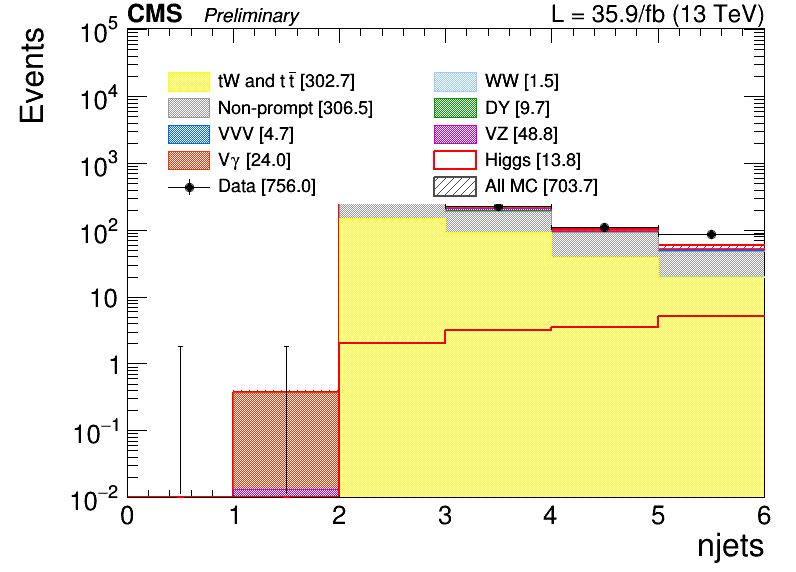 CMS Preliminary L = 35.9/fb (13 TeV)
Events
10^5
10^4
10^3
10^2
10
1
10^−1
10^−2
tW and t t̄ [302.7]
WW [1.5]
Non-prompt [306.5]
DY [9.7]
VVV [4.7]
VZ [48.8]
Vγ [24.0]
Higgs [13.8]
Data [756.0]
All MC [703.7]
0 1 2 3 4 5 6
njets